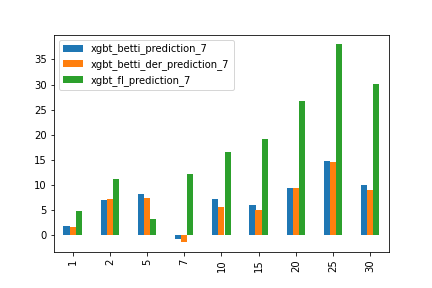 xgbt_betti_prediction_7
xgbt_betti_der_prediction_7
xgbt_fl_prediction_7
35
30
25
20
15
10
5
0
1 2 5 7 10 15 20 25 30